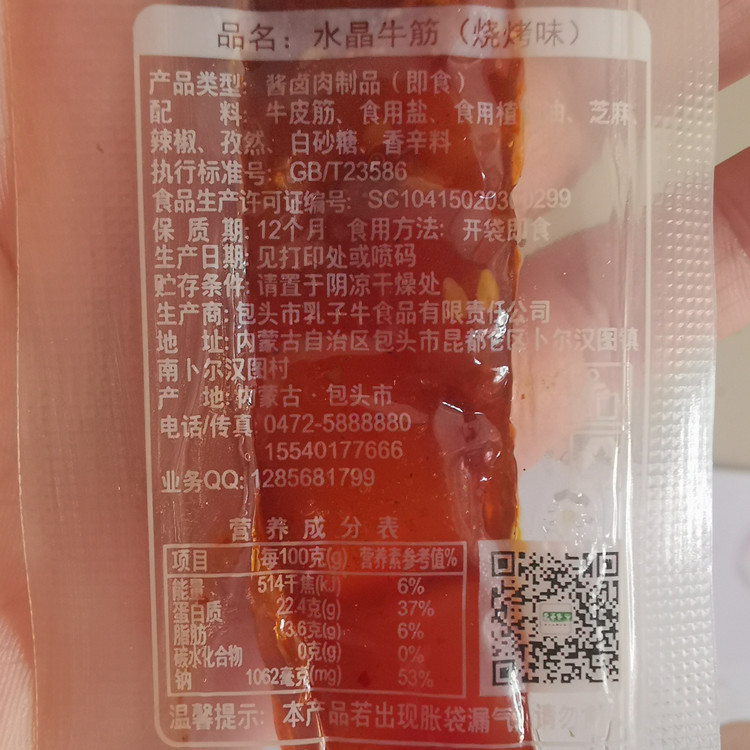 品名：水晶牛筋（烧烤味）
产品类型：酱卤肉制品（即食）
配 料：牛皮筋、食用盐、食用植 油、芝麻、
辣椒、孜然、白砂糖、香辛料
执行标准号：GB/T23586
食品生产许可证编号：
保质期：12个月 食用方法：开袋即食
生产日期：见打印处或喷码
贮存条件：请置于阴凉干燥处
生产商：包头市乳子牛食品有限责任公司
地 址：内蒙古自治区包头市昆都仑区卜尔汉图镇
南卜尔汉图村
产 地：内蒙古·包头市
电话/传真：0472-5888880
15540177666
业务QQ：1285681799
营养成分表
项目 每100克(g) 营养素参考值%
能量 514千焦(kJ) 6%
蛋白质 22.4克(g) 37%
脂肪 3.6克(g) 6%
碳水化合物 0克(g) 0%
钠 1062毫克(mg) 53%
温馨提示：本产品若出现胀袋漏气 请勿